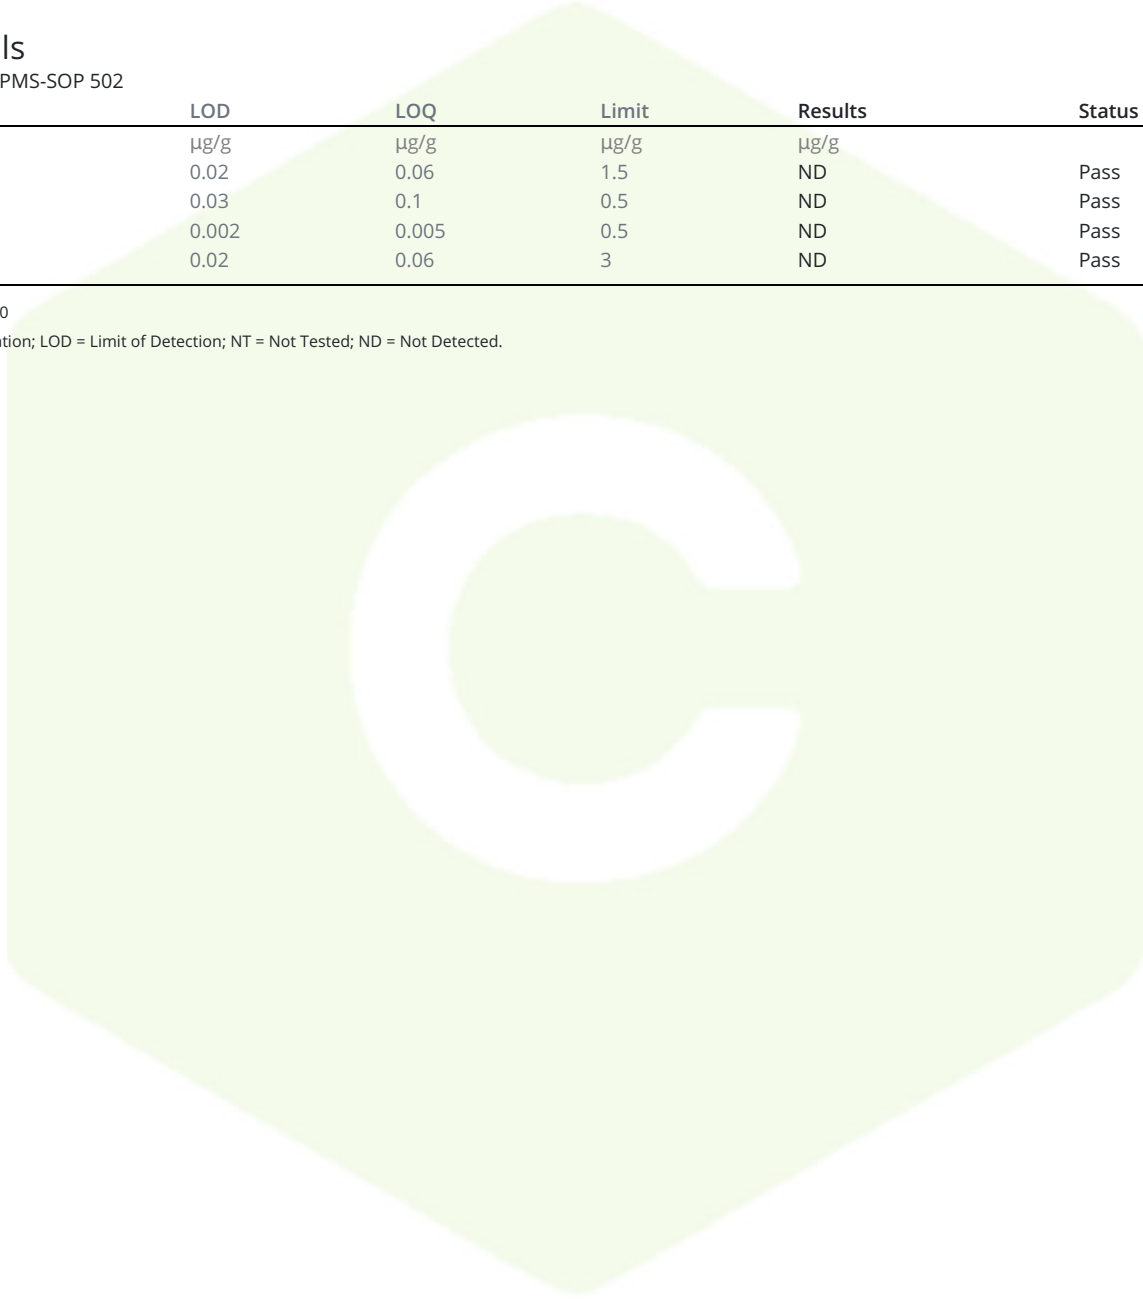 ls
PMS-SOP 502
LOD LOQ Limit Results Status
µg/g µg/g µg/g µg/g
0.02 0.06 1.5 ND Pass
0.03 0.1 0.5 ND Pass
0.002 0.005 0.5 ND Pass
0.02 0.06 3 ND Pass
0
tion; LOD = Limit of Detection; NT = Not Tested; ND = Not Detected.
C